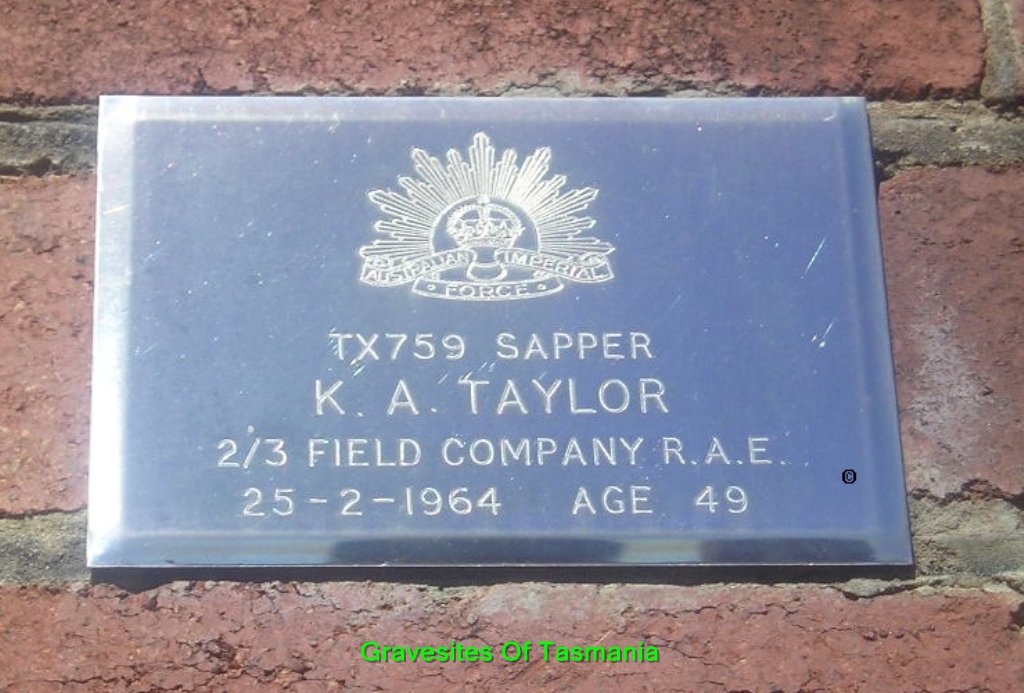 AUSTRALIAN IMPERIAL
FORCE
TX759 SAPPER
K. A. TAYLOR
2/3 FIELD COMPANY R.A.E.
25-2-1964 AGE 49
©
Gravesites Of Tasmania